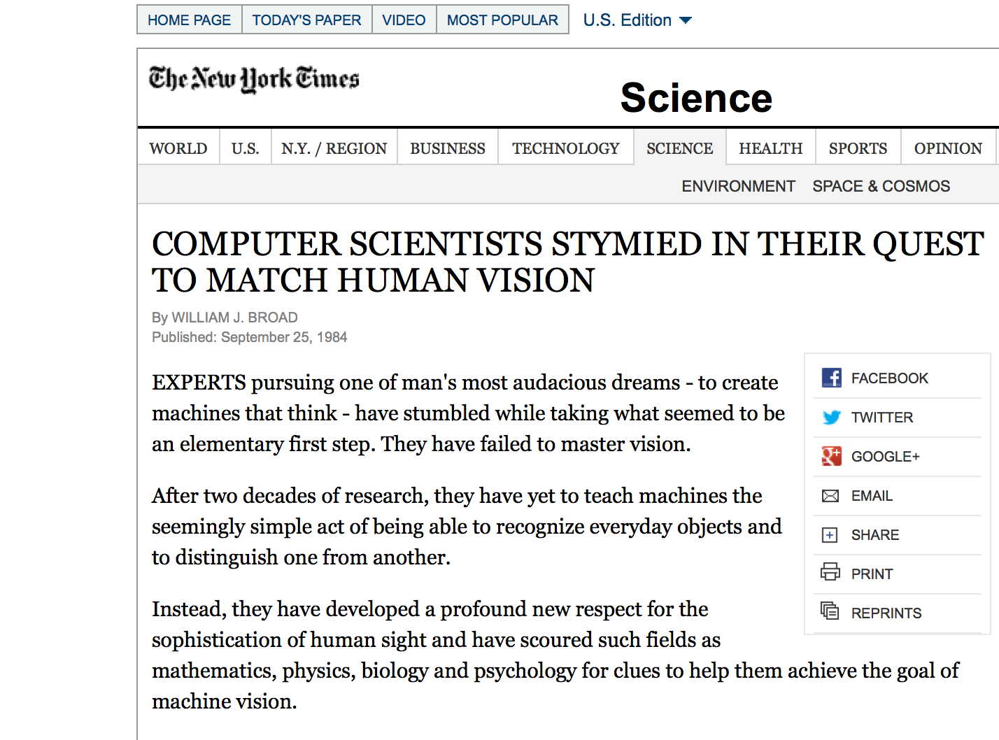 HOME PAGE TODAY'S PAPER VIDEO MOST POPULAR U.S. Edition
The New York Times
Science
WORLD U.S. N.Y. / REGION BUSINESS TECHNOLOGY SCIENCE HEALTH SPORTS OPINION
ENVIRONMENT SPACE & COSMOS
COMPUTER SCIENTISTS STYMIED IN THEIR QUEST
TO MATCH HUMAN VISION
By WILLIAM J. BROAD
Published: September 25, 1984
EXPERTS pursuing one of man's most audacious dreams - to create
machines that think - have stumbled while taking what seemed to be
an elementary first step. They have failed to master vision.
After two decades of research, they have yet to teach machines the
seemingly simple act of being able to recognize everyday objects and
to distinguish one from another.
Instead, they have developed a profound new respect for the
sophistication of human sight and have scoured such fields as
mathematics, physics, biology and psychology for clues to help them achieve the goal of
machine vision.
FACEBOOK
TWITTER
GOOGLE+
EMAIL
SHARE
PRINT
REPRINTS